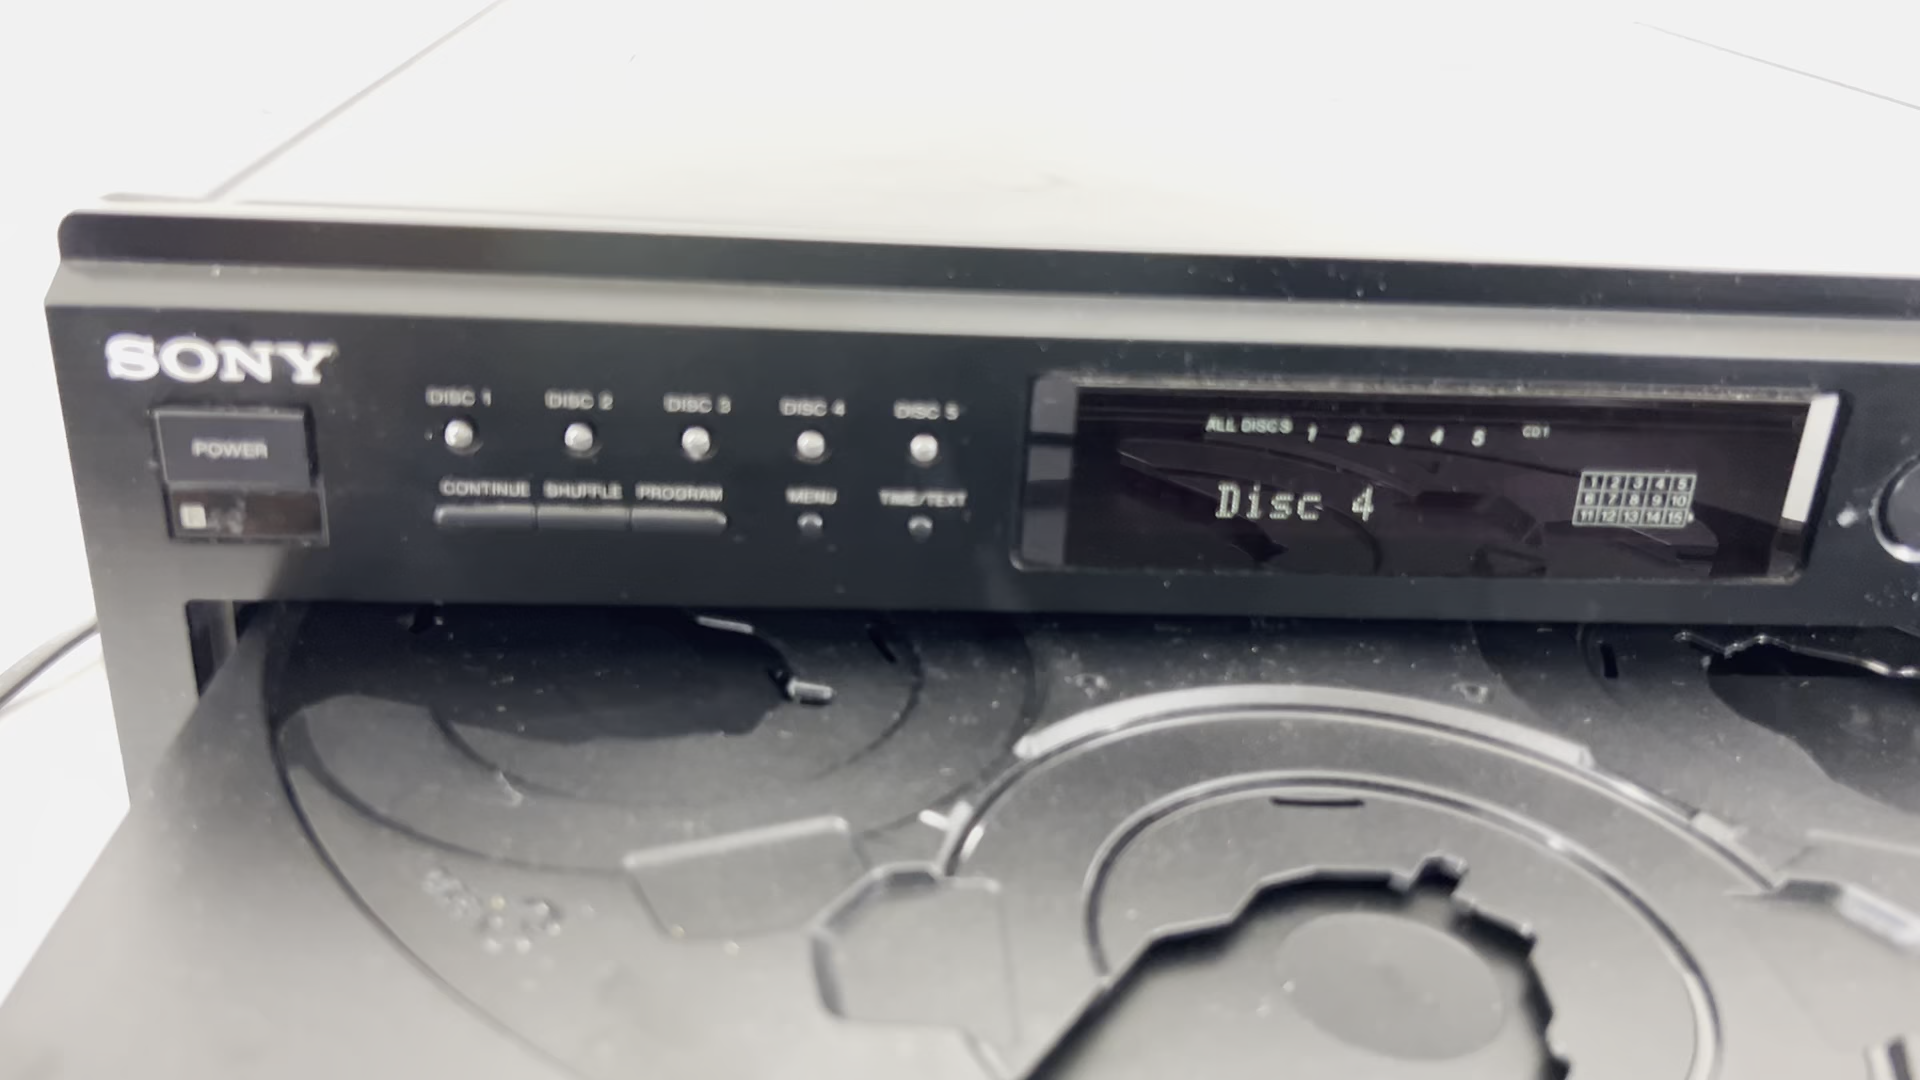 SONY
POWER
DISC 1 DISC 2 DISC 3 DISC 4 DISC 5
CONTINUE SHUFFLE PROGRAM MENU TIME/TEXT
ALL DISCS 1 2 3 4 5 CD1
Disc 4
1 2 3 4 5
6 7 8 9 10
11 12 13 14 15